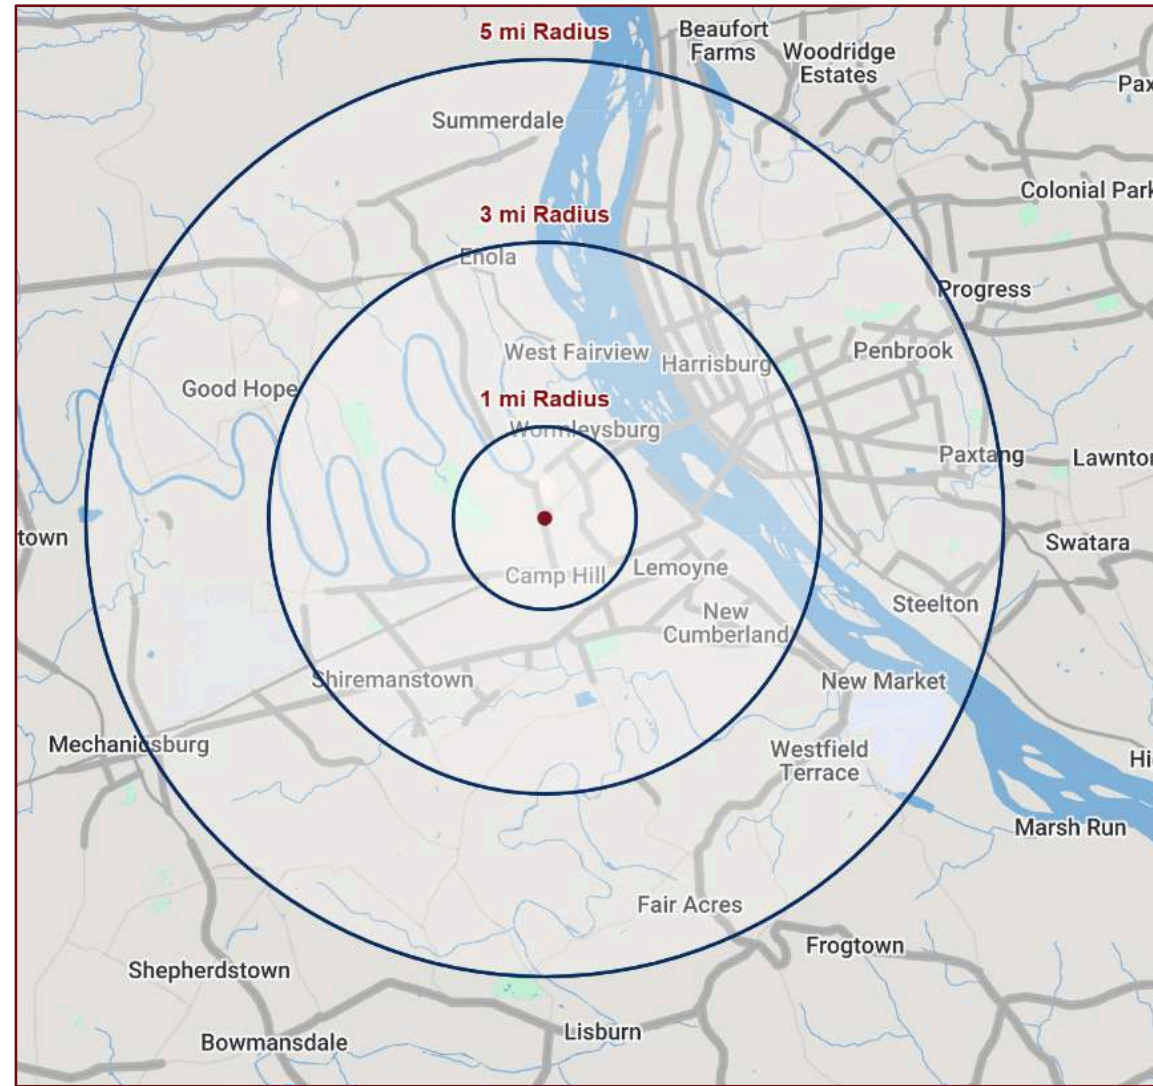 5 mi Radius
Beaufort
Farms
Woodridge
Estates
Pax
Summerdale
Colonial Park
3 mi Radius
Enola
Progress
West Fairview
Harrisburg
Penbrook
Good Hope
1 mi Radius
Wormleysburg
Paxtang
Lawnton
town
Swatara
Camp Hill
Lemoyne
Steelton
New
Cumberland
Shiremanstown
New Market
Mechanicsburg
Westfield
Terrace
Hi
Marsh Run
Fair Acres
Frogtown
Shepherdstown
Lisburn
Bowmansdale